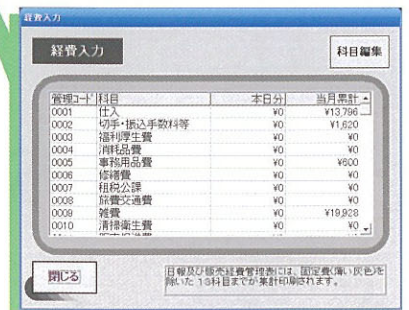 経費入力
経費入力
科目編集
管理コード 科目 本日分 当月累計
0001 仕入 ¥0 ¥13,796
0002 切手・振込手数料等 ¥0 ¥1,620
0003 福利厚生費 ¥0 ¥0
0004 消耗品費 ¥0 ¥0
0005 事務用品費 ¥0 ¥600
0006 修繕費 ¥0 ¥0
0007 租税公課 ¥0 ¥0
0008 旅費交通費 ¥0 ¥0
0009 雑費 ¥0 ¥19,928
0010 清掃衛生費 ¥0 ¥0
閉じる
日報及び販売経費管理表には、固定費(薄い灰色)を
除いた 13科目までが集計印刷されます。